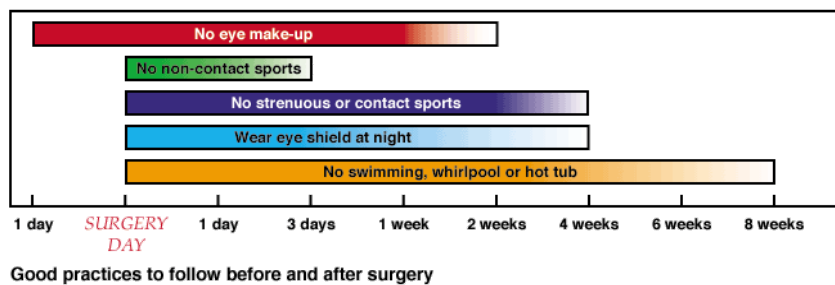 No eye make-up
No non-contact sports
No strenuous or contact sports
Wear eye shield at night
No swimming, whirlpool or hot tub
1 day SURGERY DAY 1 day 3 days 1 week 2 weeks 4 weeks 6 weeks 8 weeks
Good practices to follow before and after surgery